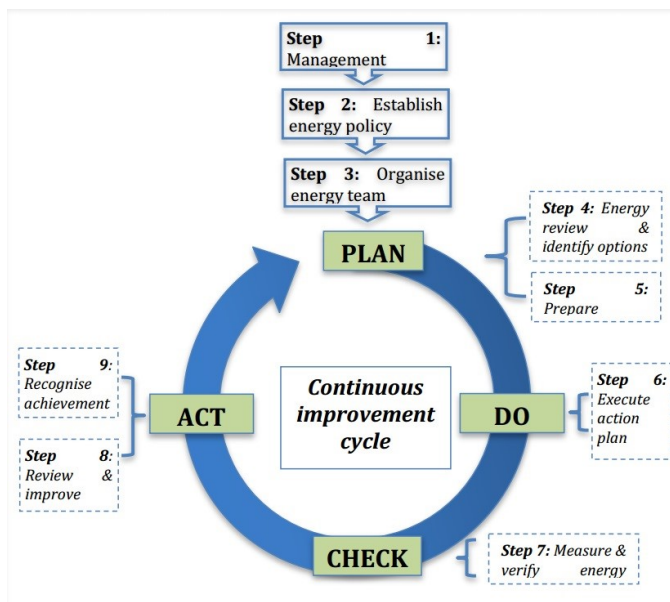 Step 1:
Management
Step 2: Establish
energy policy
Step 3: Organise
energy team
PLAN
Step 4: Energy
review &
identify options
Step 5:
Prepare
Step 9:
Recognise
achievement
Step 6:
Execute
action
plan
Continuous
improvement
cycle
ACT
DO
Step 8:
Review &
improve
CHECK
Step 7: Measure &
verify energy